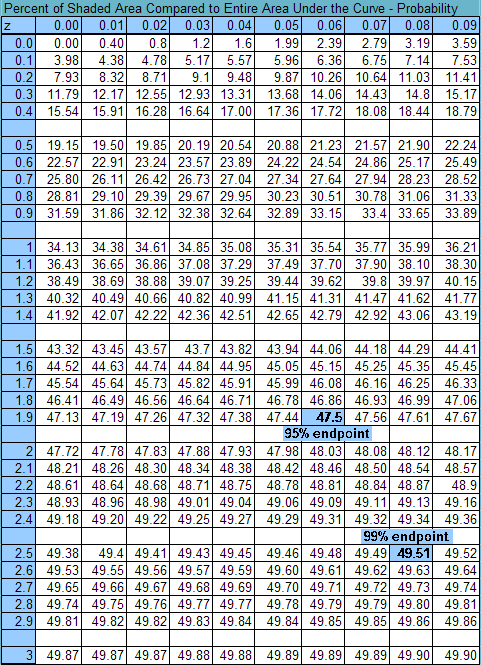 Percent of Shaded Area Compared to Entire Area Under the Curve - Probability
z 0.00 0.01 0.02 0.03 0.04 0.05 0.06 0.07 0.08 0.09
0.0 0.00 0.40 0.8 1.2 1.6 1.99 2.39 2.79 3.19 3.59
0.1 3.98 4.38 4.78 5.17 5.57 5.96 6.36 6.75 7.14 7.53
0.2 7.93 8.32 8.71 9.1 9.48 9.87 10.26 10.64 11.03 11.41
0.3 11.79 12.17 12.55 12.93 13.31 13.68 14.06 14.43 14.8 15.17
0.4 15.54 15.91 16.28 16.64 17.00 17.36 17.72 18.08 18.44 18.79
0.5 19.15 19.50 19.85 20.19 20.54 20.88 21.23 21.57 21.90 22.24
0.6 22.57 22.91 23.24 23.57 23.89 24.22 24.54 24.86 25.17 25.49
0.7 25.80 26.11 26.42 26.73 27.04 27.34 27.64 27.94 28.23 28.52
0.8 28.81 29.10 29.39 29.67 29.95 30.23 30.51 30.78 31.06 31.33
0.9 31.59 31.86 32.12 32.38 32.64 32.89 33.15 33.4 33.65 33.89
1 34.13 34.38 34.61 34.85 35.08 35.31 35.54 35.77 35.99 36.21
1.1 36.43 36.65 36.86 37.08 37.29 37.49 37.70 37.90 38.10 38.30
1.2 38.49 38.69 38.88 39.07 39.25 39.44 39.62 39.8 39.97 40.15
1.3 40.32 40.49 40.66 40.82 40.99 41.15 41.31 41.47 41.62 41.77
1.4 41.92 42.07 42.22 42.36 42.51 42.65 42.79 42.92 43.06 43.19
1.5 43.32 43.45 43.57 43.7 43.82 43.94 44.06 44.18 44.29 44.41
1.6 44.52 44.63 44.74 44.84 44.95 45.05 45.15 45.25 45.35 45.45
1.7 45.54 45.64 45.73 45.82 45.91 45.99 46.08 46.16 46.25 46.33
1.8 46.41 46.49 46.56 46.64 46.71 46.78 46.86 46.93 46.99 47.06
1.9 47.13 47.19 47.26 47.32 47.38 47.44 47.5 47.56 47.61 47.67
95% endpoint
2 47.72 47.78 47.83 47.88 47.93 47.98 48.03 48.08 48.12 48.17
2.1 48.21 48.26 48.30 48.34 48.38 48.42 48.46 48.50 48.54 48.57
2.2 48.61 48.64 48.68 48.71 48.75 48.78 48.81 48.84 48.87 48.9
2.3 48.93 48.96 48.98 49.01 49.04 49.06 49.09 49.11 49.13 49.16
2.4 49.18 49.20 49.22 49.25 49.27 49.29 49.31 49.32 49.34 49.36
99% endpoint
2.5 49.38 49.4 49.41 49.43 49.45 49.46 49.48 49.49 49.51 49.52
2.6 49.53 49.55 49.56 49.57 49.59 49.60 49.61 49.62 49.63 49.64
2.7 49.65 49.66 49.67 49.68 49.69 49.70 49.71 49.72 49.73 49.74
2.8 49.74 49.75 49.76 49.77 49.77 49.78 49.79 49.79 49.80 49.81
2.9 49.81 49.82 49.82 49.83 49.84 49.84 49.85 49.85 49.86 49.86
3 49.87 49.87 49.87 49.88 49.88 49.89 49.89 49.89 49.90 49.90